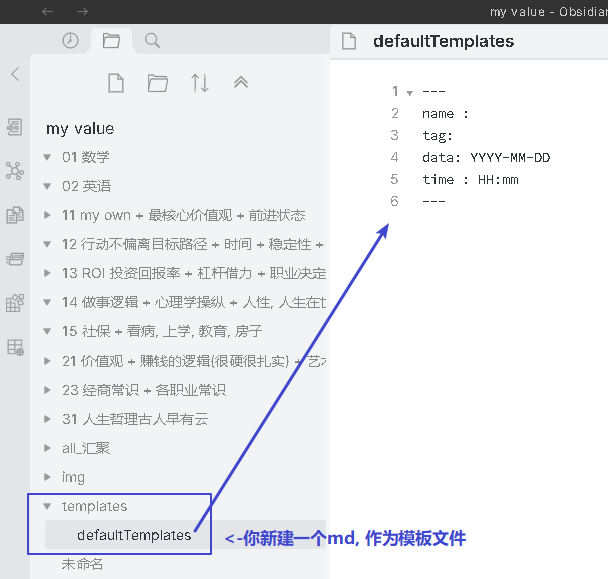 my value - Obsidian
defaultTemplates
my value
01 数学
02 英语
11 my own + 最核心价值观 + 前进状态
12 行动不偏离目标路径 + 时间 + 稳定性 +
13 ROI 投资回报率 + 杠杆借力 + 职业决定
14 做事逻辑 + 心理学操纵 + 人性, 人生在世
15 社保 + 看病, 上学, 教育, 房子
21 价值观 + 赚钱的逻辑{很硬很扎实} + 艺术
23 经商常识 + 各职业常识
31 人生哲理古人早有云
all_汇聚
img
templates
defaultTemplates
未命名
1 ---
2 name :
3 tag:
4 data: YYYY-MM-DD
5 time : HH:mm
6 ---
<-你新建一个md, 作为模板文件